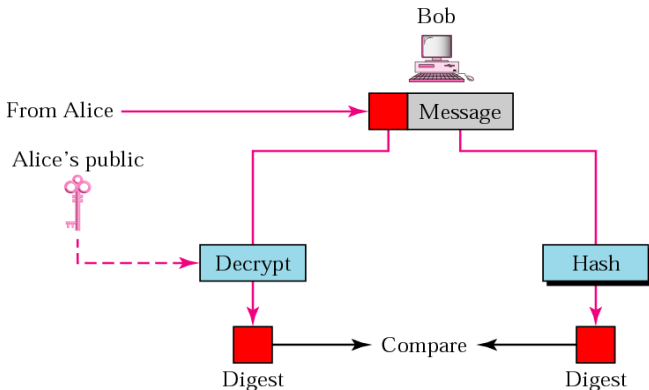 Bob
From Alice
Message
Alice's public
Decrypt
Hash
Compare
Digest
Digest